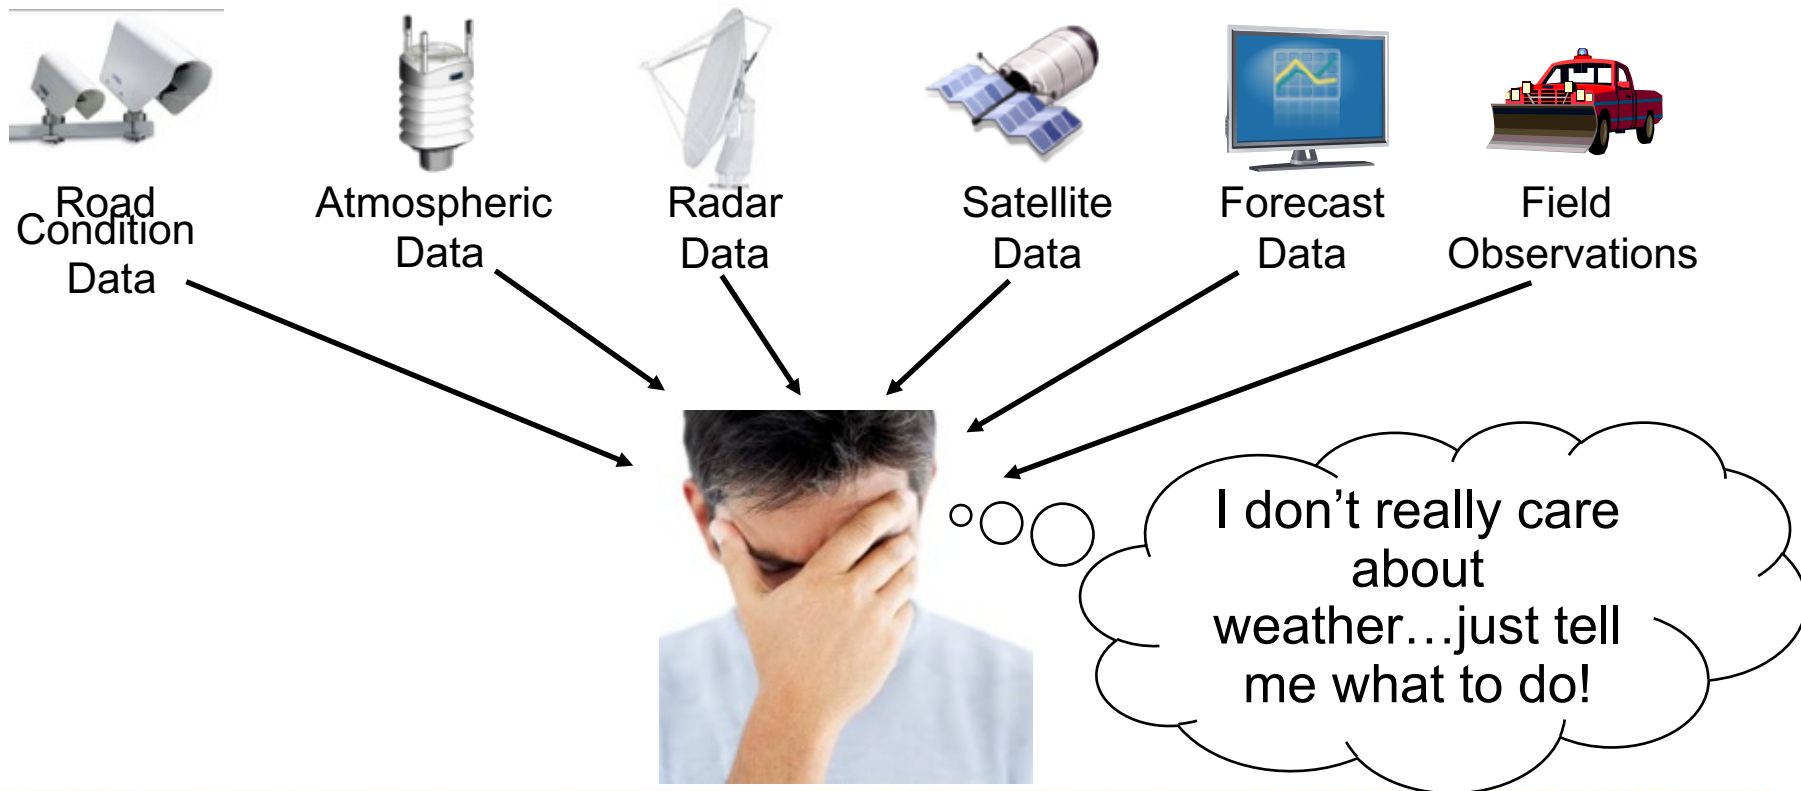 Road
Condition
Data
Atmospheric
Data
Radar
Data
Satellite
Data
Forecast
Data
Field
Observations
I don’t really care
about
weather…just tell
me what to do!